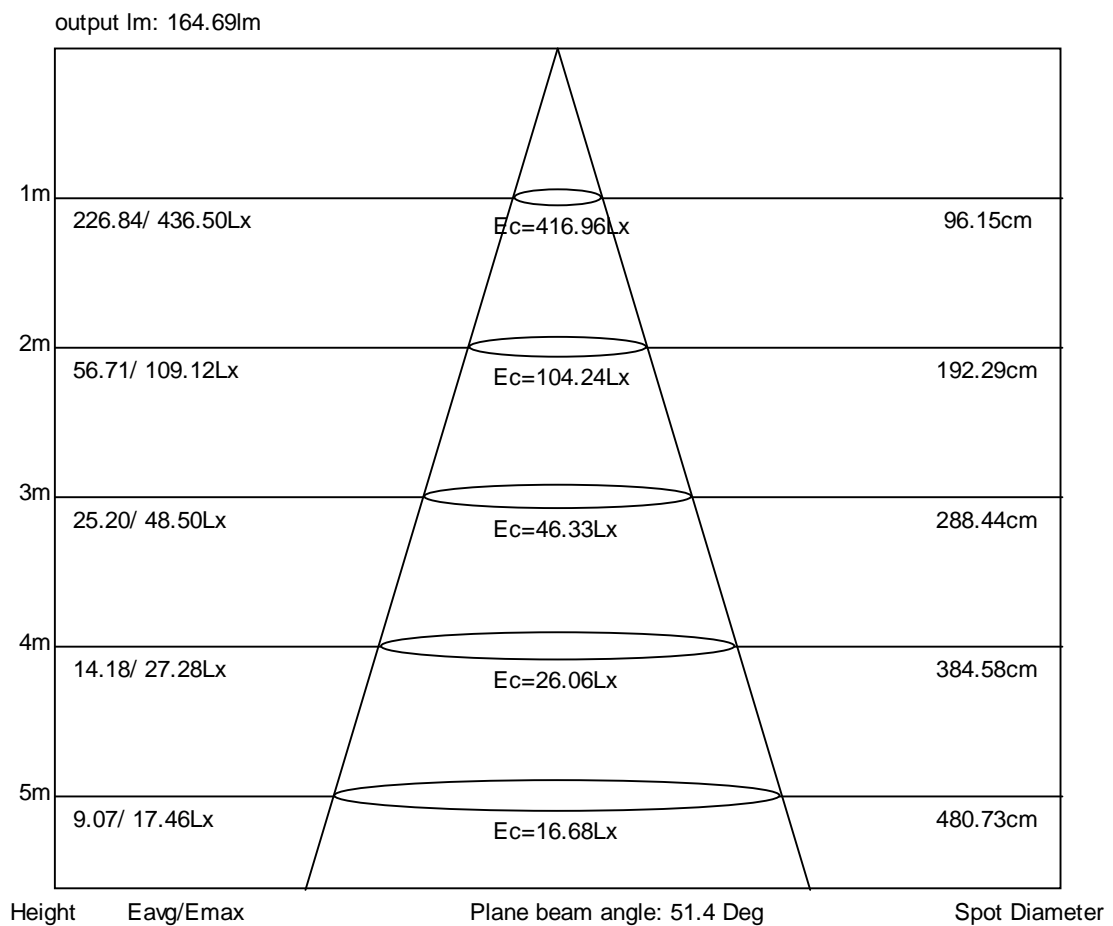 output lm: 164.69lm
1m
226.84/ 436.50Lx
Ec=416.96Lx
96.15cm
2m
56.71/ 109.12Lx
Ec=104.24Lx
192.29cm
3m
25.20/ 48.50Lx
Ec=46.33Lx
288.44cm
4m
14.18/ 27.28Lx
Ec=26.06Lx
384.58cm
5m
9.07/ 17.46Lx
Ec=16.68Lx
480.73cm
Height Eavg/Emax Plane beam angle: 51.4 Deg Spot Diameter